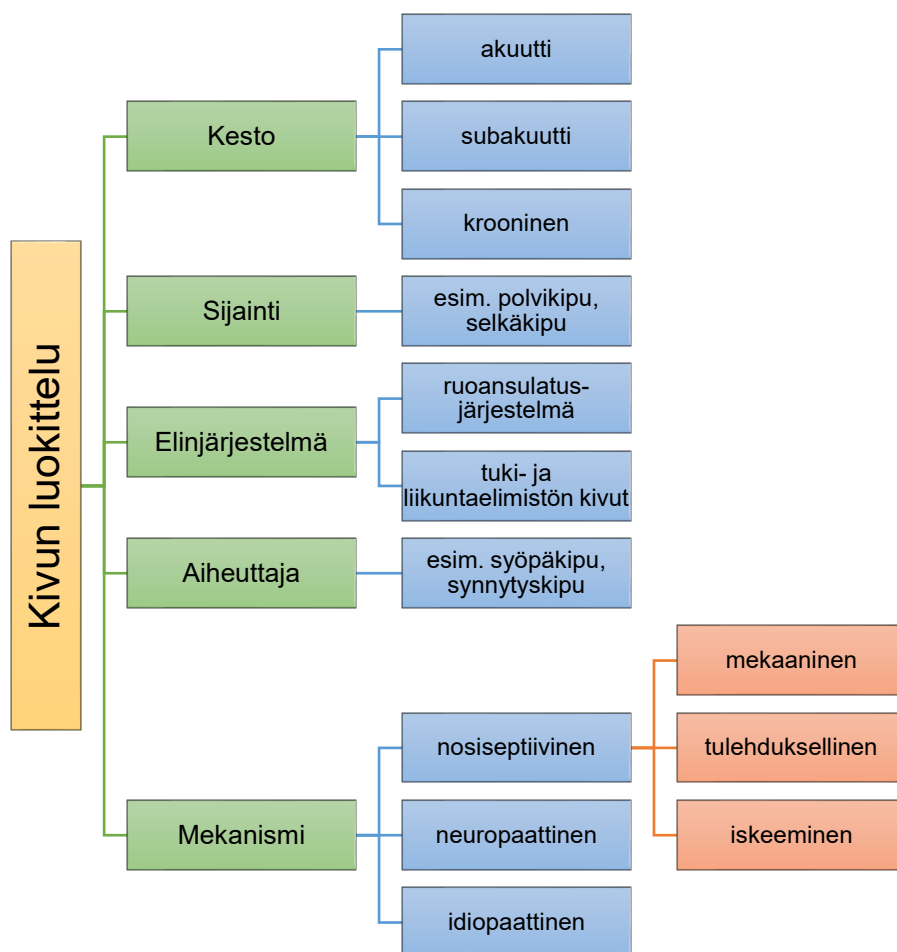 Kivun luokittelu
Kesto
akuutti
subakuutti
krooninen
Sijainti
esim. polvikipu,
selkäkipu
Elinjärjestelmä
ruoansulatus-
järjestelmä
tuki- ja
liikuntaelimistön kivut
Aiheuttaja
esim. syöpäkipu,
synnytyskipu
Mekanismi
nosiseptiivinen
mekaaninen
tulehduksellinen
iskeeminen
neuropaattinen
idiopaattinen